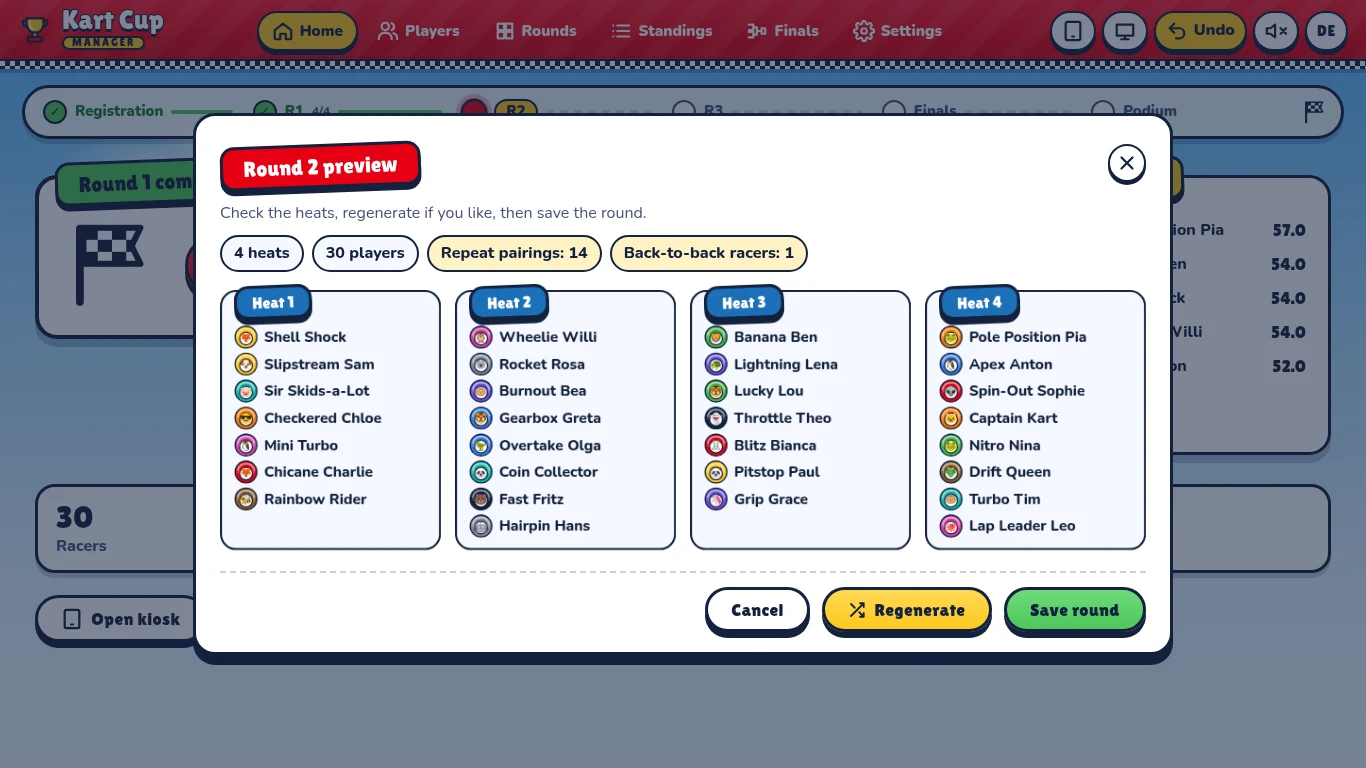 Kart Cup
MANAGER
Home
Players
Rounds
Standings
Finals
Settings
Undo
DE
Registration
R1 4/4
R2
R3
Finals
Podium
Round 1 com
Round 2 preview
Check the heats, regenerate if you like, then save the round.
4 heats
30 players
Repeat pairings: 14
Back-to-back racers: 1
Heat 1
Shell Shock
Slipstream Sam
Sir Skids-a-Lot
Checkered Chloe
Mini Turbo
Chicane Charlie
Rainbow Rider
Heat 2
Wheelie Willi
Rocket Rosa
Burnout Bea
Gearbox Greta
Overtake Olga
Coin Collector
Fast Fritz
Hairpin Hans
Heat 3
Banana Ben
Lightning Lena
Lucky Lou
Throttle Theo
Blitz Bianca
Pitstop Paul
Grip Grace
Heat 4
Pole Position Pia
Apex Anton
Spin-Out Sophie
Captain Kart
Nitro Nina
Drift Queen
Turbo Tim
Lap Leader Leo
Cancel
Regenerate
Save round
ion Pia 57.0
en 54.0
ck 54.0
Villi 54.0
on 52.0
30
Racers
Open kiosk